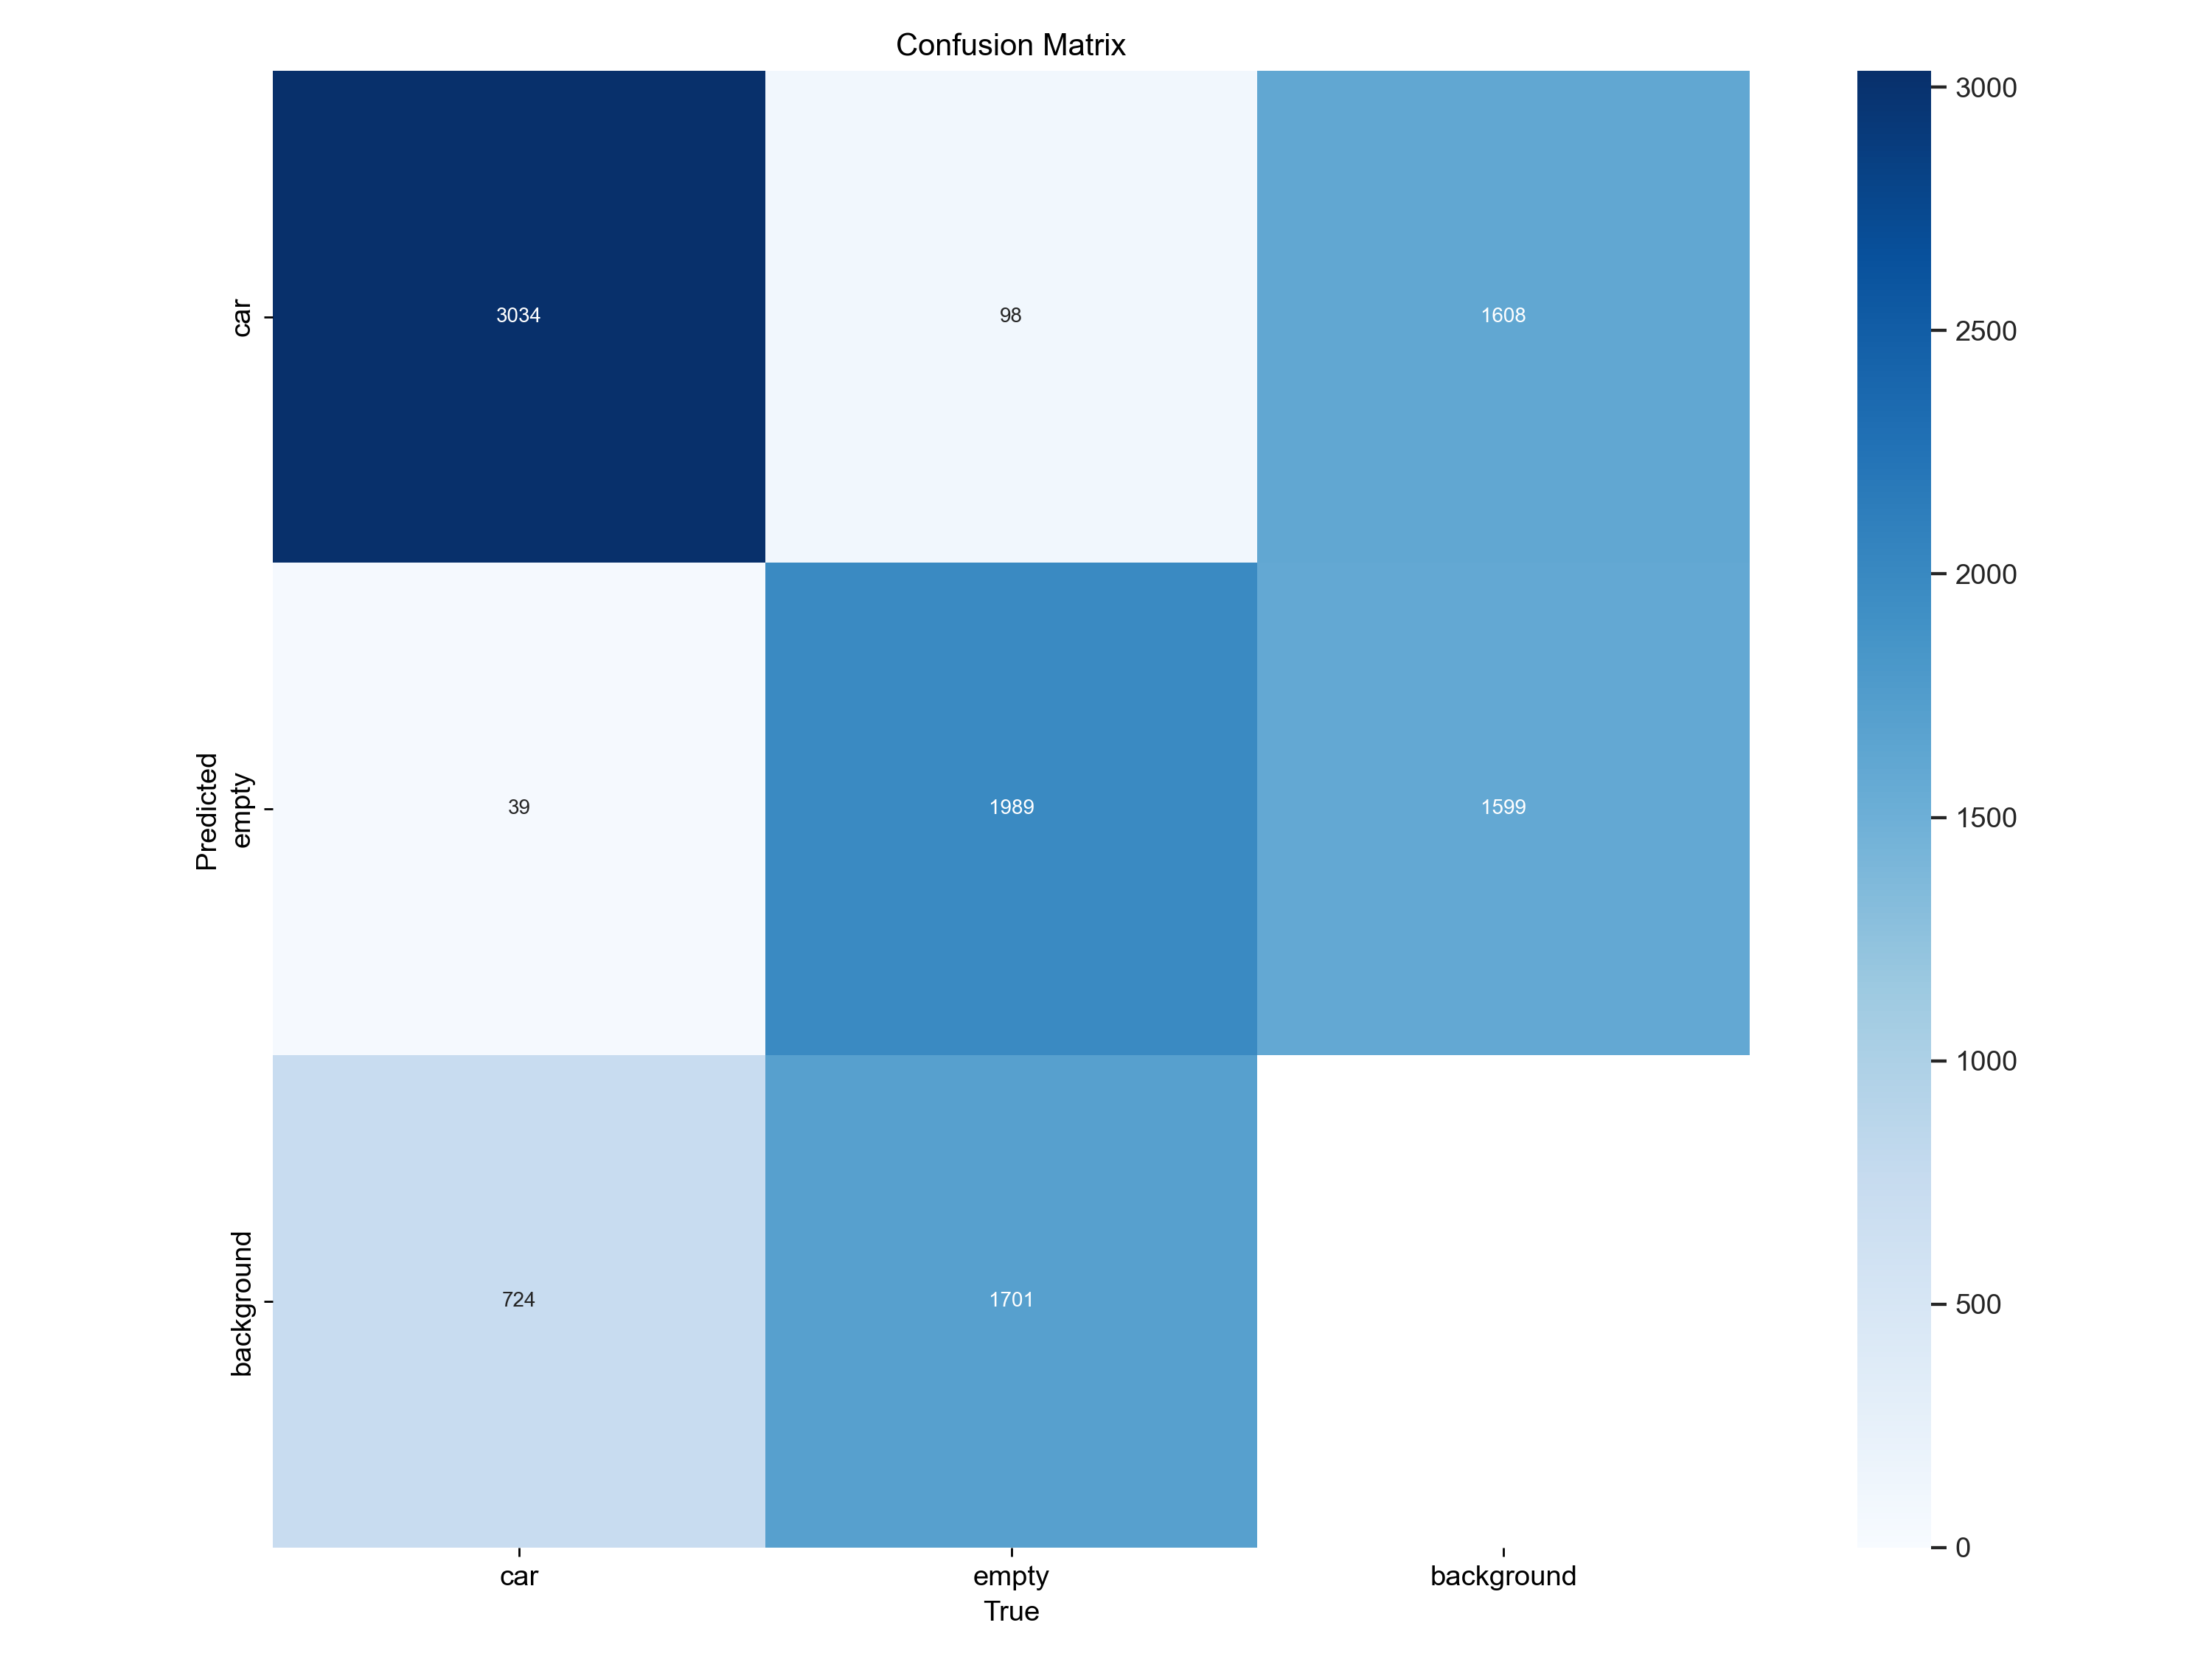 Confusion Matrix
Predicted
car
3034
98
1608
empty
39
1989
1599
background
724
1701
car
empty
background
True
3000
2500
2000
1500
1000
500
0